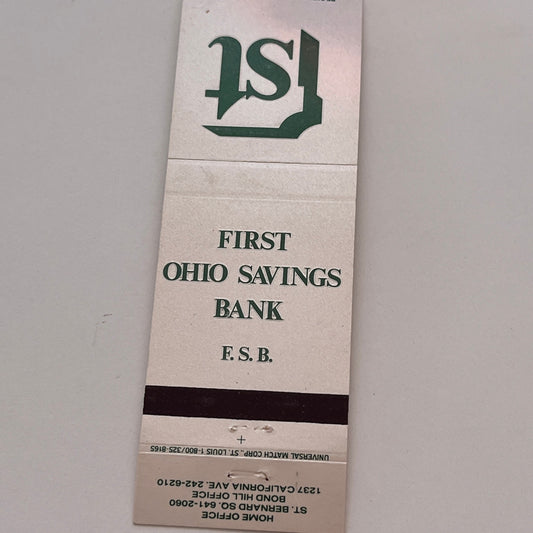 1st
FIRST
OHIO SAVINGS
BANK
F. S. B.
UNIVERSAL MATCH CORP., ST. LOUIS 1-800/325-8165
HOME OFFICE
ST. BERNARD SQ. 641-2060
BOND HILL OFFICE
1237 CALIFORNIA AVE. 242-6210